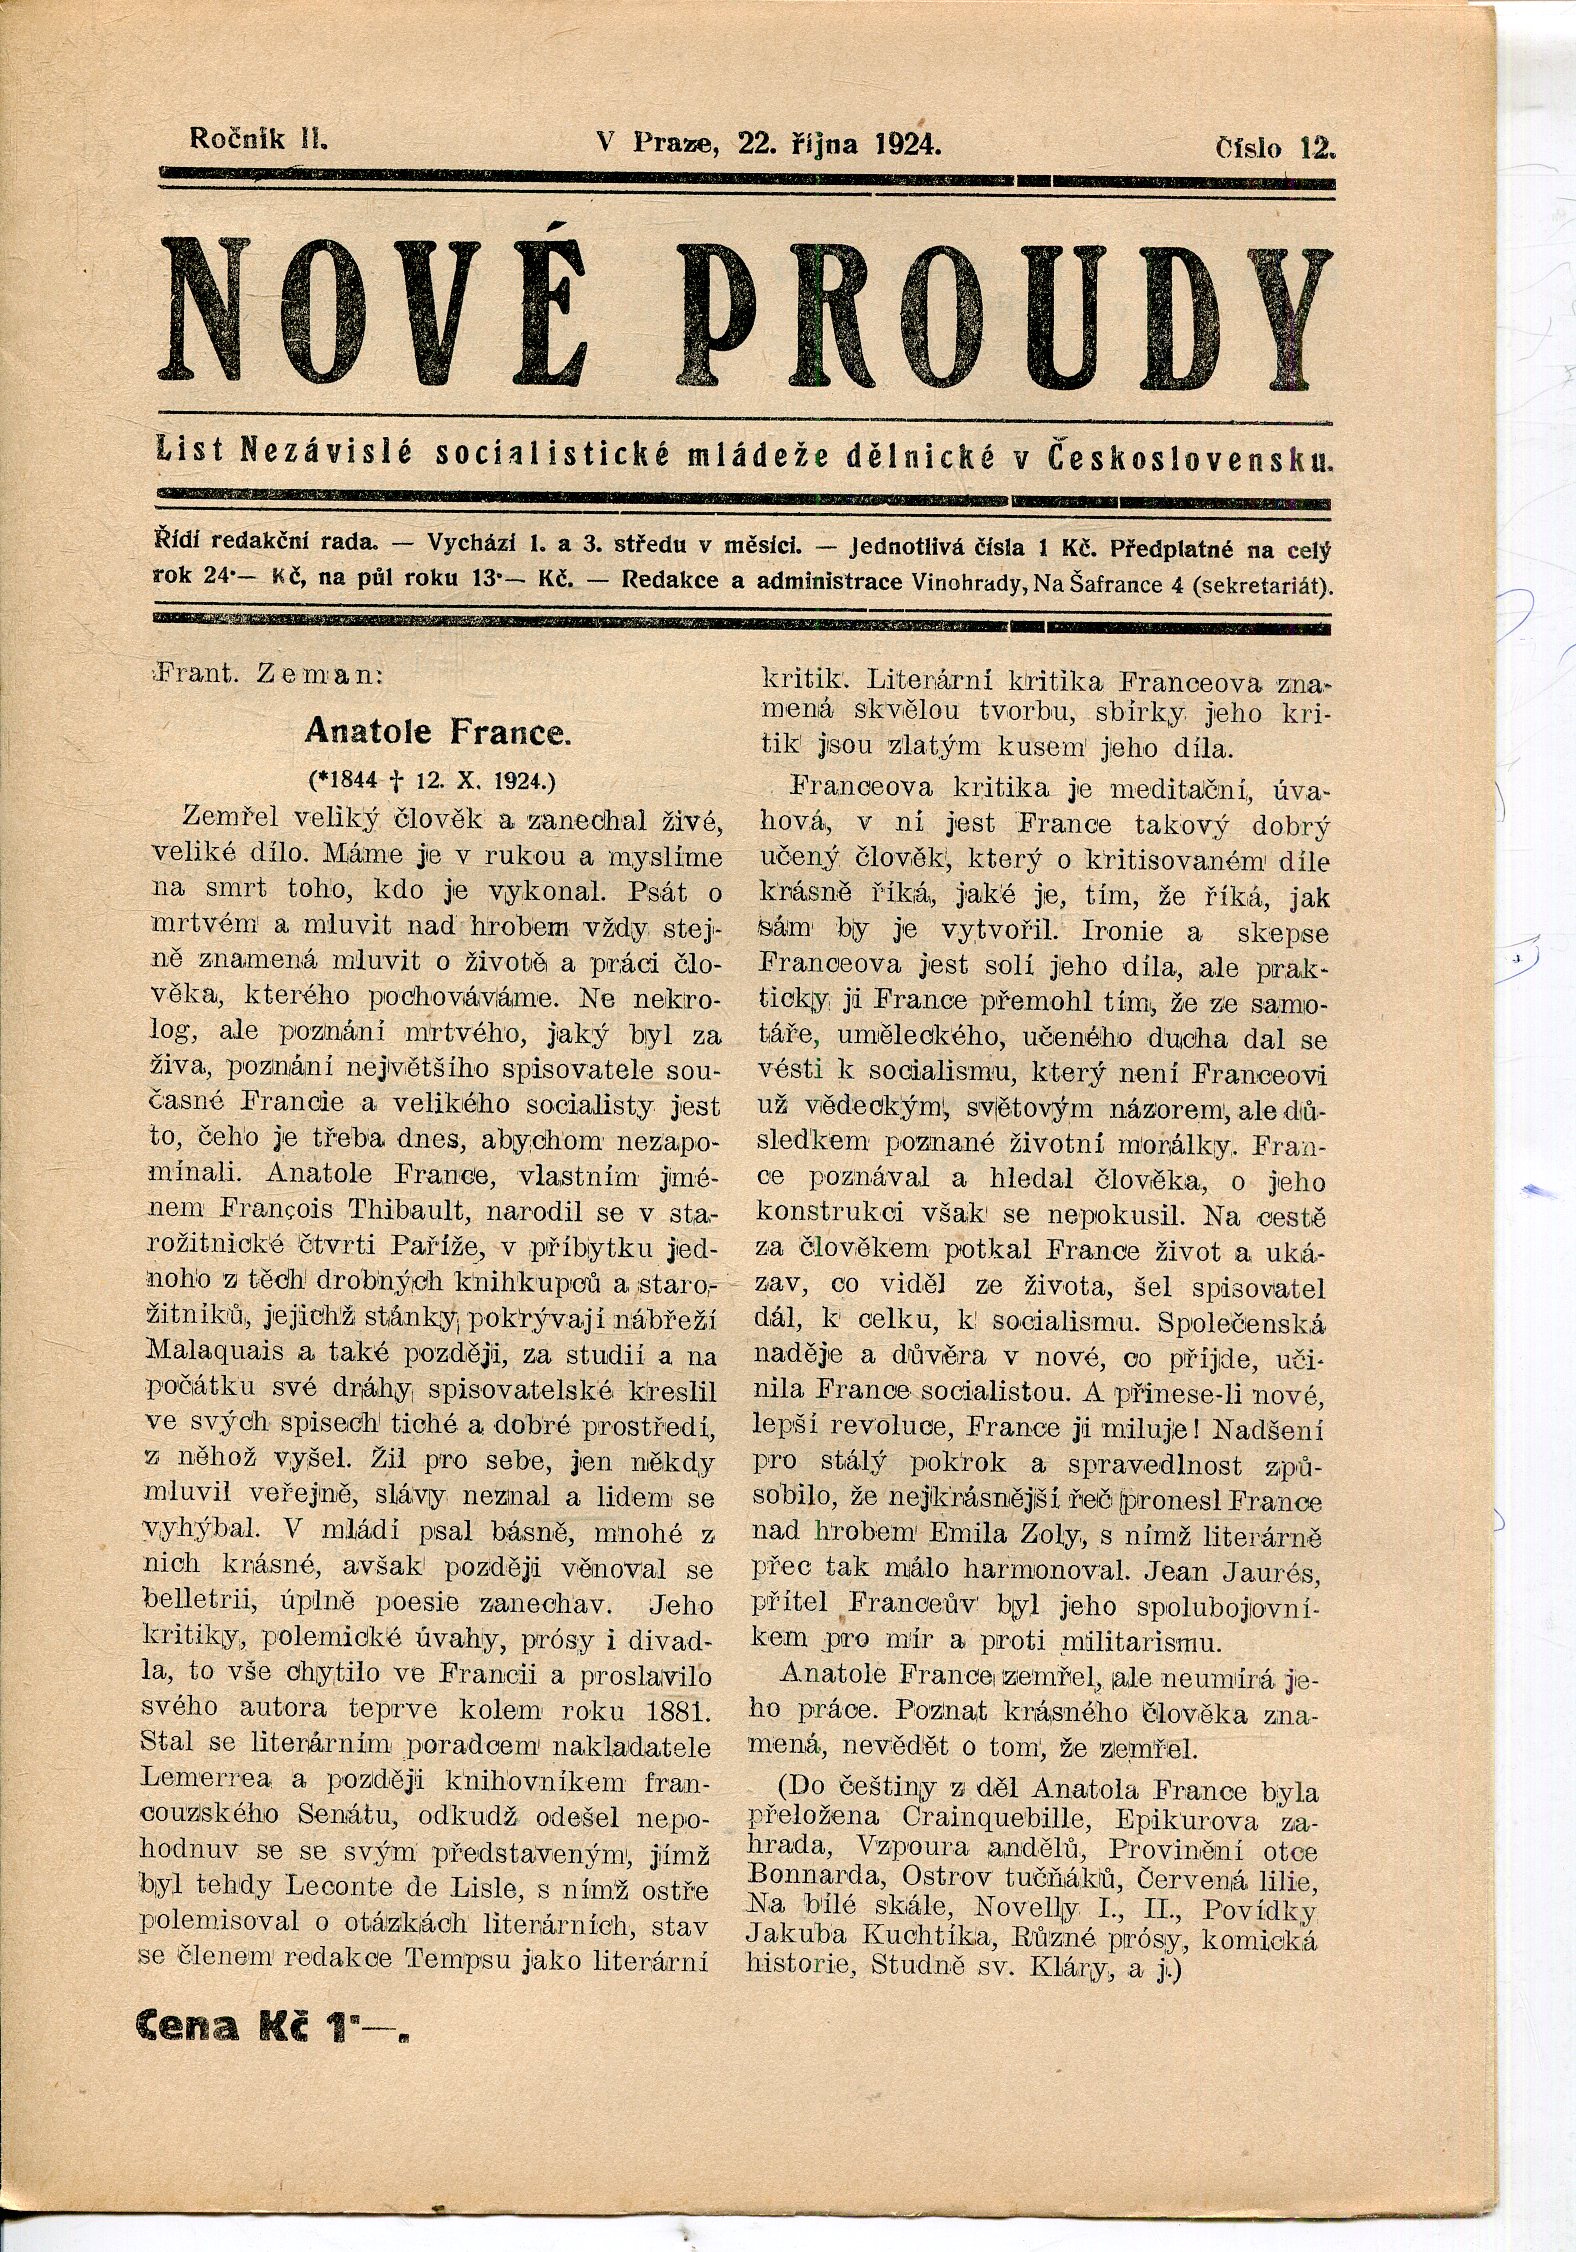 Ročník II.
V Praze, 22. října 1924.
Číslo 12.
NOVÉ PROUDY
List Nezávislé socialistické mládeže dělnické v Československu.
Řídí redakční rada. — Vychází 1. a 3. středu v měsíci. — Jednotlivá čísla 1 Kč. Předplatné na celý
rok 24·— Kč, na půl roku 13·— Kč. — Redakce a administrace Vinohrady, Na Šafrance 4 (sekretariát).
Frant. Zeman:
Anatole France.
(*1844 † 12. X. 1924.)
Zemřel veliký člověk a zanechal živé,
veliké dílo. Máme je v rukou a myslíme
na smrt toho, kdo je vykonal. Psát o
mrtvém a mluvit nad hrobem vždy stej-
ně znamená mluvit o životě a práci člo-
věka, kterého pochováváme. Ne nekro-
log, ale poznání mrtvého, jaký byl za
živa, poznání největšího spisovatele sou-
časné Francie a velikého socialisty jest
to, čeho je třeba dnes, abychom nezapo-
mínali. Anatole France, vlastním jmé-
nem François Thibault, narodil se v sta-
rožitnické čtvrti Paříže, v příbytku jed-
noho z těch drobných knihkupců a staro-
žitníků, jejichž stánky pokrývají nábřeží
Malaquais a také později, za studií a na
počátku své dráhy spisovatelské kreslil
ve svých spisech tiché a dobré prostředí,
z něhož vyšel. Žil pro sebe, jen někdy
mluvil veřejně, slávy neznal a lidem se
vyhýbal. V mládí psal básně, mnohé z
nich krásné, avšak později věnoval se
belletrii, úplně poesie zanechav. Jeho
kritiky, polemické úvahy, prósy i divad-
la, to vše chytilo ve Francii a proslavilo
svého autora teprve kolem roku 1881.
Stal se literárním poradcem nakladatele
Lemerrea a později knihovníkem fran-
couzského Senátu, odkudž odešel nepo-
hodnuv se se svým představeným, jímž
byl tehdy Leconte de Lisle, s nímž ostře
polemisoval o otázkách literárních, stav
se členem redakce Tempsu jako literární
kritik. Literární kritika Franceova zna-
mená skvělou tvorbu, sbírky jeho kri-
tik jsou zlatým kusem jeho díla.
Franceova kritika je meditační, úva-
hová, v ní jest France takový dobrý
učený člověk, který o kritisovaném díle
krásně říká, jaké je, tím, že říká, jak
sám by je vytvořil. Ironie a skepse
Franceova jest solí jeho díla, ale prak-
ticky ji France přemohl tím, že ze samo-
táře, uměleckého, učeného ducha dal se
vésti k socialismu, který není Franceovi
už vědeckým, světovým názorem, ale dů-
sledkem poznané životní morálky. Fran-
ce poznával a hledal člověka, o jeho
konstrukci však se nepokusil. Na cestě
za člověkem potkal France život a uká-
zav, co viděl ze života, šel spisovatel
dál, k celku, k socialismu. Společenská
naděje a důvěra v nové, co příjde, uči-
nila France socialistou. A přinese-li nové,
lepší revoluce, France ji miluje! Nadšení
pro stálý pokrok a spravedlnost způ-
sobilo, že nejkrásnější řeč pronesl France
nad hrobem Emila Zoly, s nímž literárně
přec tak málo harmonoval. Jean Jaurés,
přítel Franceův byl jeho spolubojovní-
kem pro mír a proti militarismu.
Anatole France zemřel, ale neumírá je-
ho práce. Poznat krásného člověka zna-
mená, nevědět o tom, že zemřel.
(Do češtiny z děl Anatola France byla
přeložena Crainquebille, Epikurova za-
hrada, Vzpoura andělů, Provinění otce
Bonnarda, Ostrov tučňáků, Červená lilie,
Na bílé skále, Novelly I., II., Povídky
Jakuba Kuchtíka, Různé prósy, komická
historie, Studně sv. Kláry, a j.)
Cena Kč 1·—.